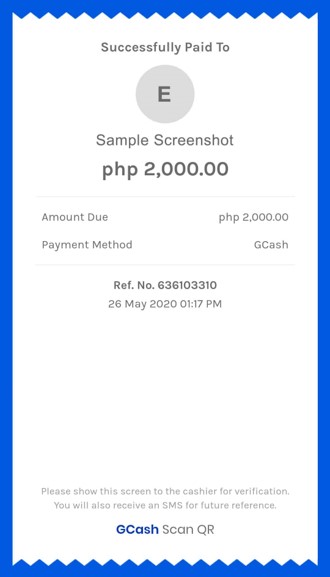 Successfully Paid To
E
Sample Screenshot
php 2,000.00
Amount Due php 2,000.00
Payment Method GCash
Ref. No. 636103310
26 May 2020 01:17 PM
Please show this screen to the cashier for verification.
You will also receive an SMS for future reference.
GCash Scan QR